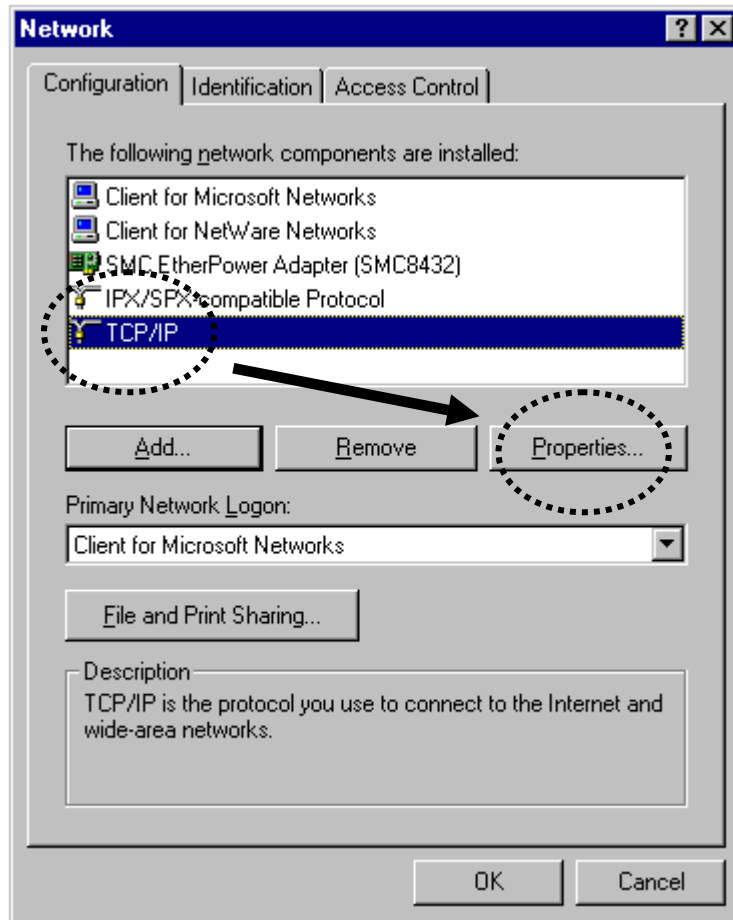 Network
Configuration Identification Access Control
The following network components are installed:
Client for Microsoft Networks
Client for NetWare Networks
SMC EtherPower Adapter (SMC8432)
IPX/SPX-compatible Protocol
TCP/IP
Add... Remove Properties...
Primary Network Logon:
Client for Microsoft Networks
File and Print Sharing...
Description
TCP/IP is the protocol you use to connect to the Internet and
wide-area networks.
OK Cancel